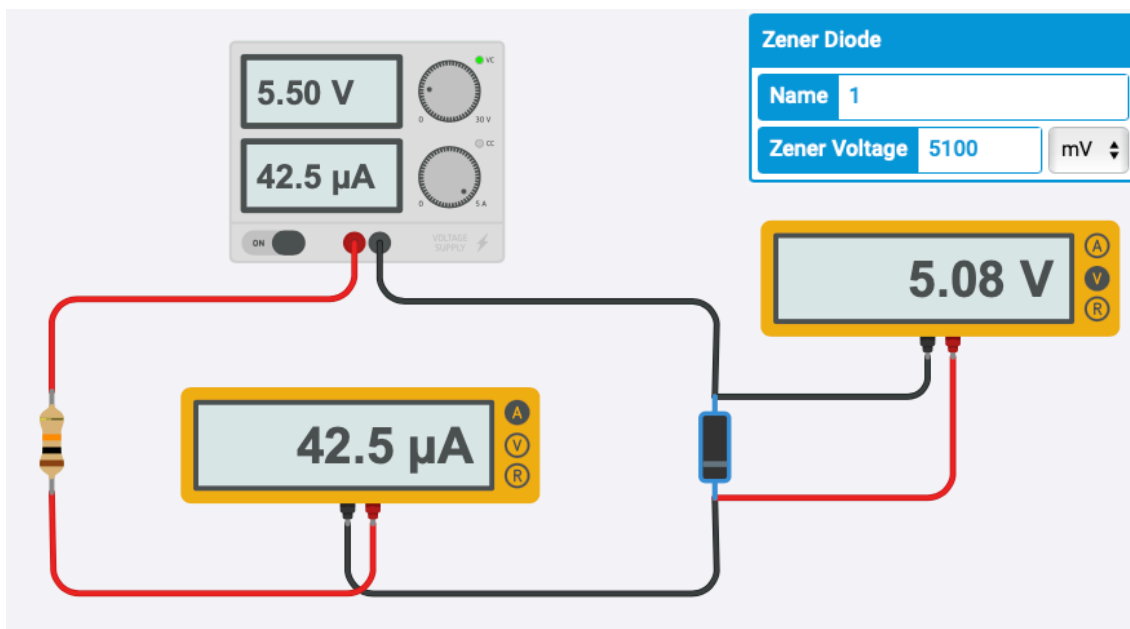 Zener Diode
Name 1
Zener Voltage 5100 mV
5.50 V
VC
0 30 V
CC
42.5 µA
0 5 A
ON
VOLTAGE
SUPPLY
5.08 V
A
V
R
42.5 µA
A
V
R